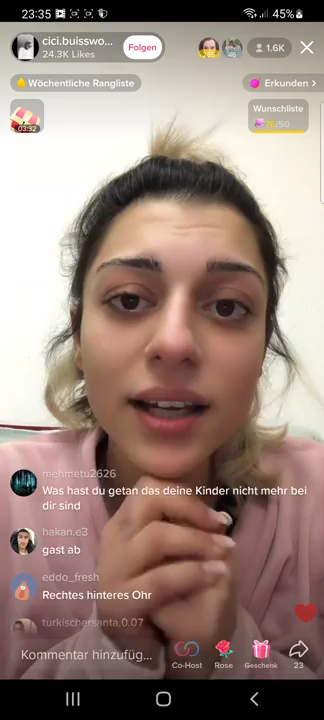 23:35
45%
cici.buisswo...
24.3K Likes
Folgen
1.6K
Wöchentliche Rangliste
Erkunden >
03:32
Wunschliste
76/50
mehmetu2626
Was hast du getan das deine Kinder nicht mehr bei
dir sind
hakan.e3
gast ab
eddo_fresh
Rechtes hinteres Ohr
turkischersanta.0.07
Kommentar hinzufüg...
Co-Host
Rose
Geschenk
23